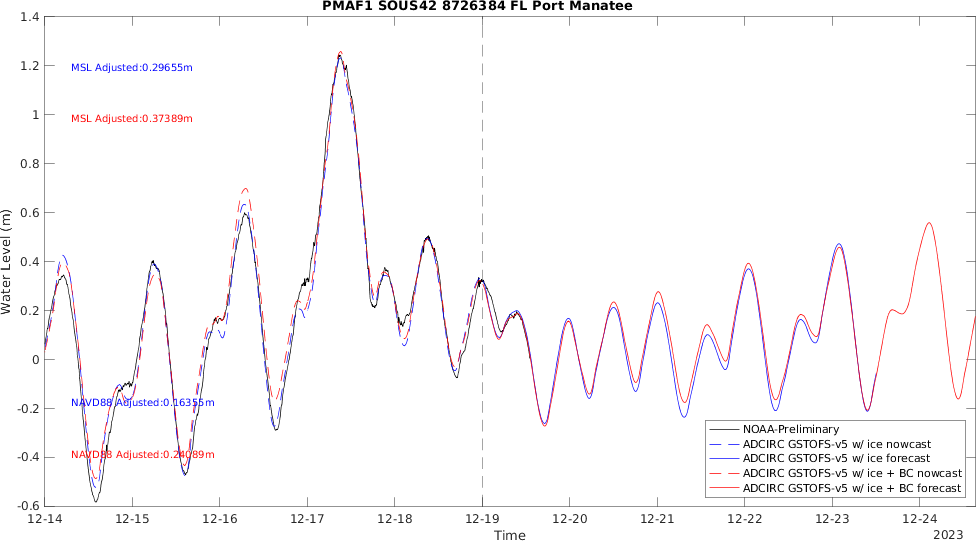 PMAF1 SOUS42 8726384 FL Port Manatee
1.4
1.2
1
0.8
0.6
0.4
0.2
0
-0.2
-0.4
-0.6
Water Level (m)
MSL Adjusted:0.29655m
MSL Adjusted:0.37389m
NAVD88 Adjusted:0.16355m
NAVD88 Adjusted:0.24089m
NOAA-Preliminary
ADCIRC GSTOFS-v5 w/ ice nowcast
ADCIRC GSTOFS-v5 w/ ice forecast
ADCIRC GSTOFS-v5 w/ ice + BC nowcast
ADCIRC GSTOFS-v5 w/ ice + BC forecast
12-14 12-15 12-16 12-17 12-18 12-19 12-20 12-21 12-22 12-23 12-24
Time
2023